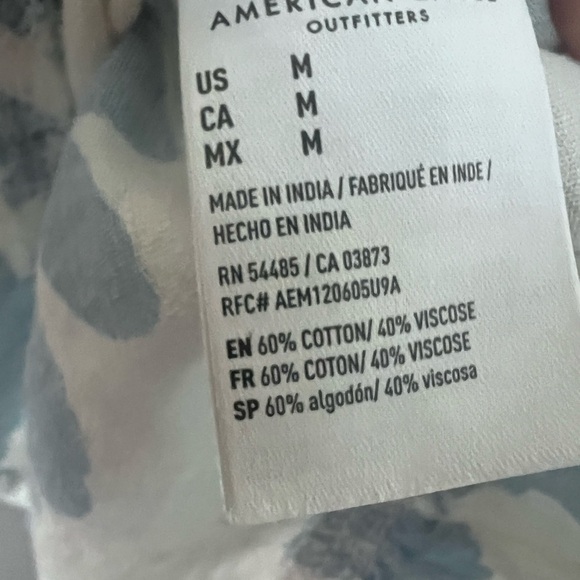 AMERICAN
OUTFITTERS
US M
CA M
MX M
MADE IN INDIA / FABRIQUÉ EN INDE /
HECHO EN INDIA
RN 54485 / CA 03873
RFC# AEM120605U9A
EN 60% COTTON/ 40% VISCOSE
FR 60% COTON/ 40% VISCOSE
SP 60% algodón/ 40% viscosa